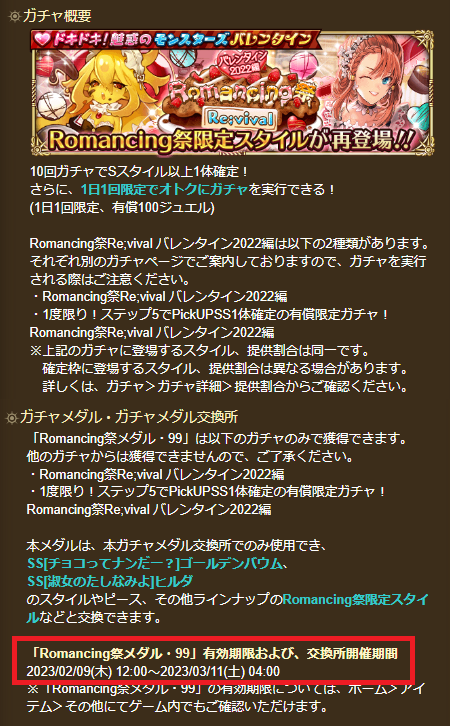 ガチャ概要
ドキドキ！魅惑のモンスターズバレンタイン
バレンタイン
2022編
Romancing祭
Re;vival
Romancing祭限定スタイルが再登場!!
10回ガチャでSスタイル以上1体確定！
さらに、1日1回限定でオトクにガチャを実行できる！
(1日1回限定、有償100ジュエル)
Romancing祭Re;vival バレンタイン2022編は以下の2種類があります。
それぞれ別のガチャページでご案内しておりますので、ガチャを実行
される際はご注意ください。
・Romancing祭Re;vival バレンタイン2022編
・1度限り！ステップ5でPickUPSS1体確定の有償限定ガチャ！
Romancing祭Re;vival バレンタイン2022編
※上記のガチャに登場するスタイル、提供割合は同一です。
確定枠に登場するスタイル、提供割合は異なる場合があります。
詳しくは、ガチャ＞ガチャ詳細＞提供割合からご確認ください。
ガチャメダル・ガチャメダル交換所
「Romancing祭メダル・99」は以下のガチャのみで獲得できます。
他のガチャからは獲得できませんので、ご了承ください。
・Romancing祭Re;vival バレンタイン2022編
・1度限り！ステップ5でPickUPSS1体確定の有償限定ガチャ！
Romancing祭Re;vival バレンタイン2022編
本メダルは、本ガチャメダル交換所でのみ使用でき、
SS[チョコってナンだー？]ゴールデンバウム、
SS[淑女のたしなみよ]ヒルダ
のスタイルやピース、その他ラインナップのRomancing祭限定スタイ
ルなどと交換できます。
「Romancing祭メダル・99」有効期限および、交換所開催期間
2023/02/09(木) 12:00～2023/03/11(土) 04:00
※「Romancing祭メダル・99」の有効期限については、ホーム＞アイ
テム＞その他にてゲーム内でもご確認いただけます。